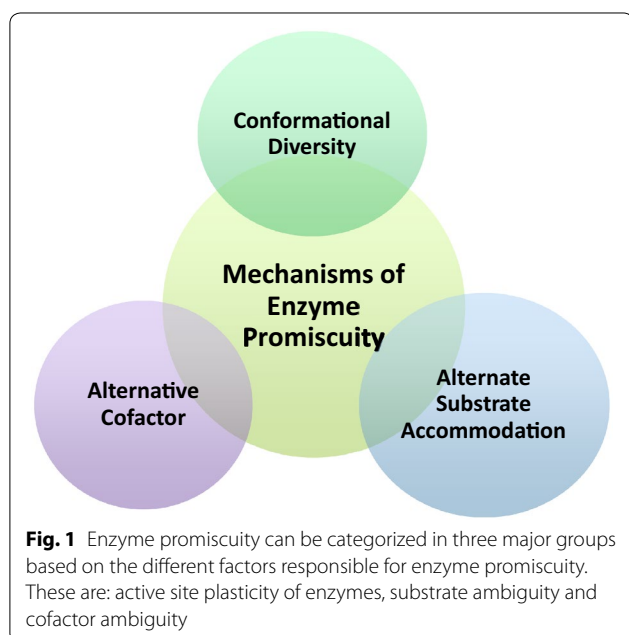 Conformational
Diversity
Mechanisms of
Enzyme
Promiscuity
Alternative
Cofactor
Alternate
Substrate
Accommodation
Fig. 1 Enzyme promiscuity can be categorized in three major groups
based on the different factors responsible for enzyme promiscuity.
These are: active site plasticity of enzymes, substrate ambiguity and
cofactor ambiguity